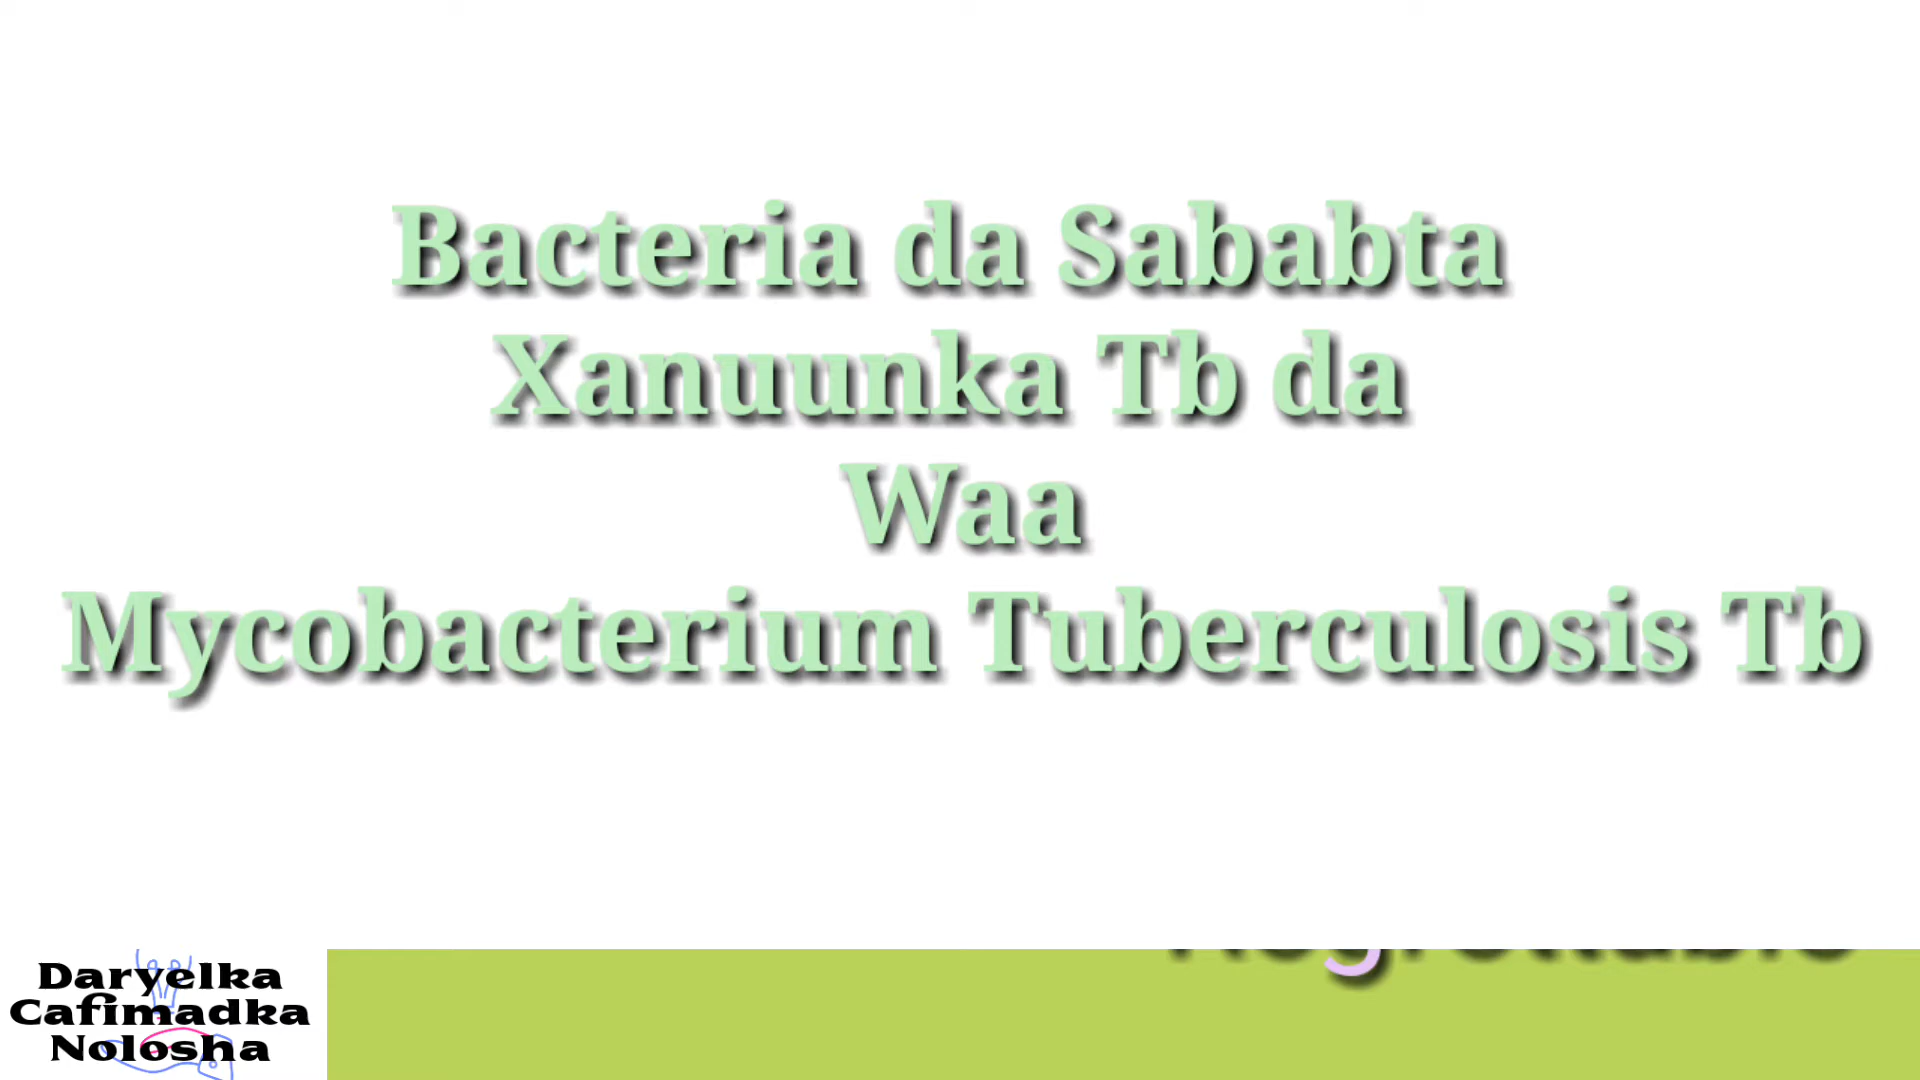 Bacteria da Sababta
Xanuunka Tb da
Waa
Mycobacterium Tuberculosis Tb
Daryelka
Cafimadka
Nolosha